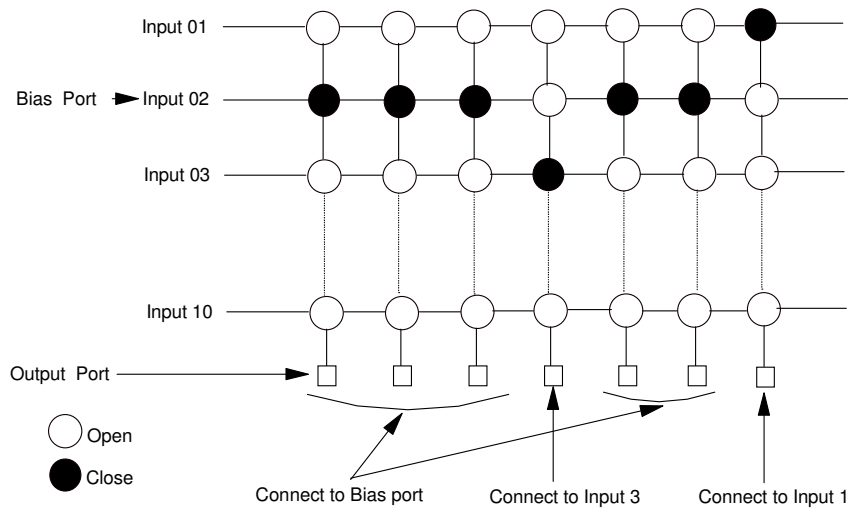 Input 01
Bias Port
Input 02
Input 03
Input 10
Output Port
Open
Close
Connect to Bias port
Connect to Input 3
Connect to Input 1